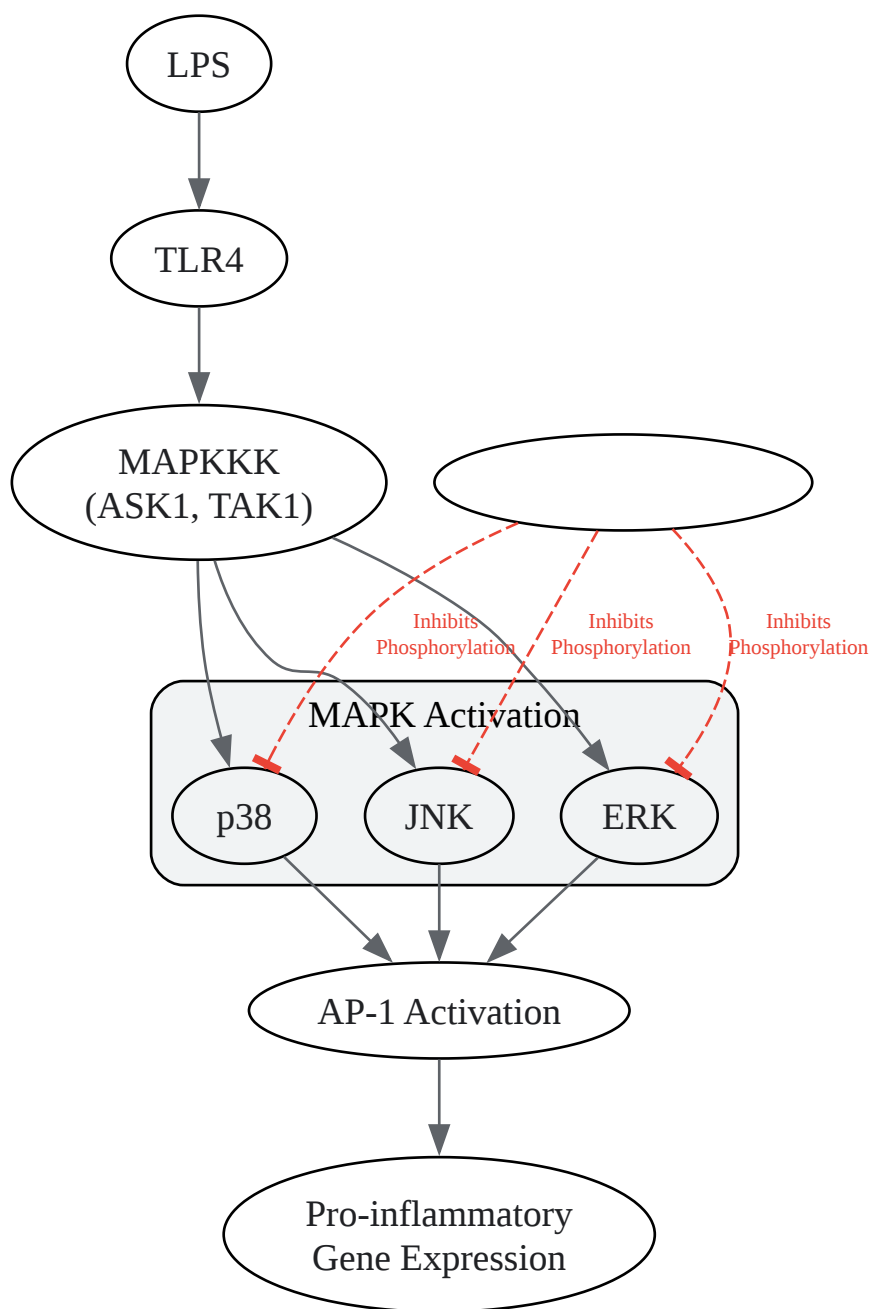 LPS
TLR4
MAPKKK
(ASK1, TAK1)
Inhibits
Phosphorylation
Inhibits
Phosphorylation
Inhibits
Phosphorylation
MAPK Activation
p38
JNK
ERK
AP-1 Activation
Pro-inflammatory
Gene Expression